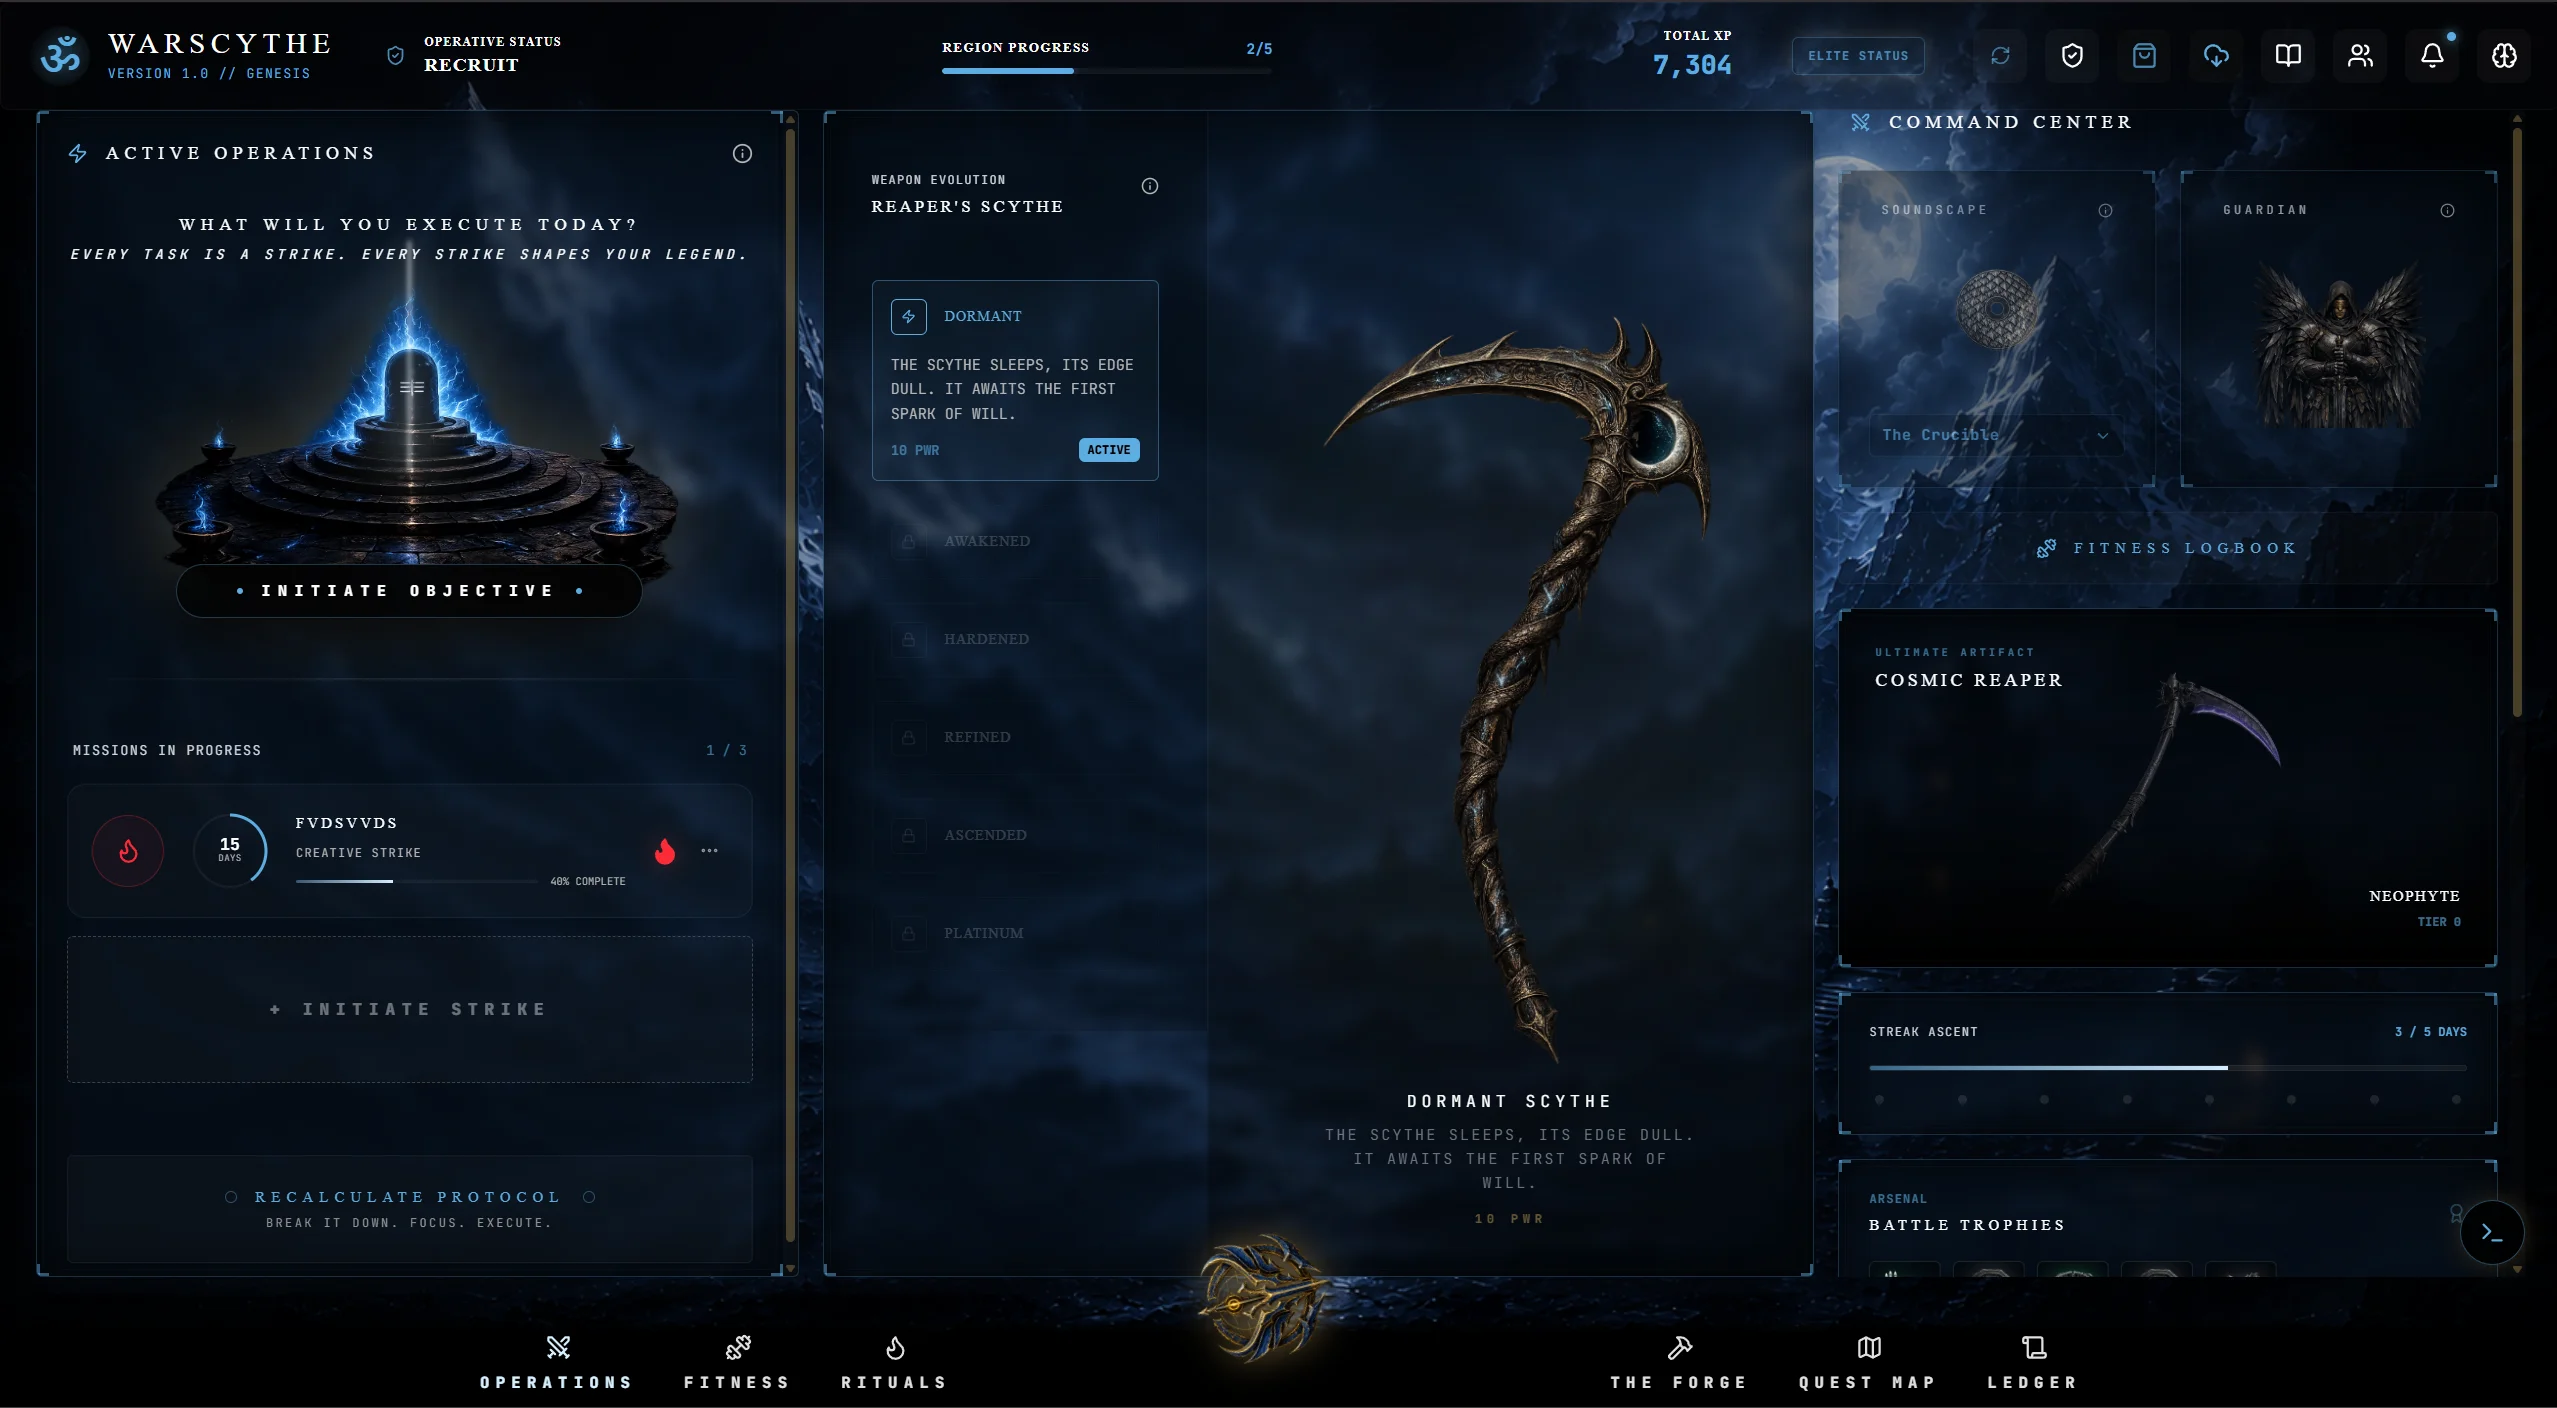 ॐ
WARSCYTHE
VERSION 1.0 // GENESIS
OPERATIVE STATUS
RECRUIT
REGION PROGRESS
2/5
TOTAL XP
7,304
ELITE STATUS
ACTIVE OPERATIONS
WHAT WILL YOU EXECUTE TODAY?
EVERY TASK IS A STRIKE. EVERY STRIKE SHAPES YOUR LEGEND.
INITIATE OBJECTIVE
MISSIONS IN PROGRESS
1 / 3
15
DAYS
FVDSVVDS
CREATIVE STRIKE
40% COMPLETE
+ INITIATE STRIKE
RECALCULATE PROTOCOL
BREAK IT DOWN. FOCUS. EXECUTE.
WEAPON EVOLUTION
REAPER'S SCYTHE
DORMANT
THE SCYTHE SLEEPS, ITS EDGE
DULL. IT AWAITS THE FIRST
SPARK OF WILL.
10 PWR
ACTIVE
AWAKENED
HARDENED
REFINED
ASCENDED
PLATINUM
DORMANT SCYTHE
THE SCYTHE SLEEPS, ITS EDGE DULL.
IT AWAITS THE FIRST SPARK OF
WILL.
10 PWR
COMMAND CENTER
SOUNDSCAPE
The Crucible
GUARDIAN
FITNESS LOGBOOK
ULTIMATE ARTIFACT
COSMIC REAPER
NEOPHYTE
TIER 0
STREAK ASCENT
3 / 5 DAYS
ARSENAL
BATTLE TROPHIES
OPERATIONS
FITNESS
RITUALS
THE FORGE
QUEST MAP
LEDGER